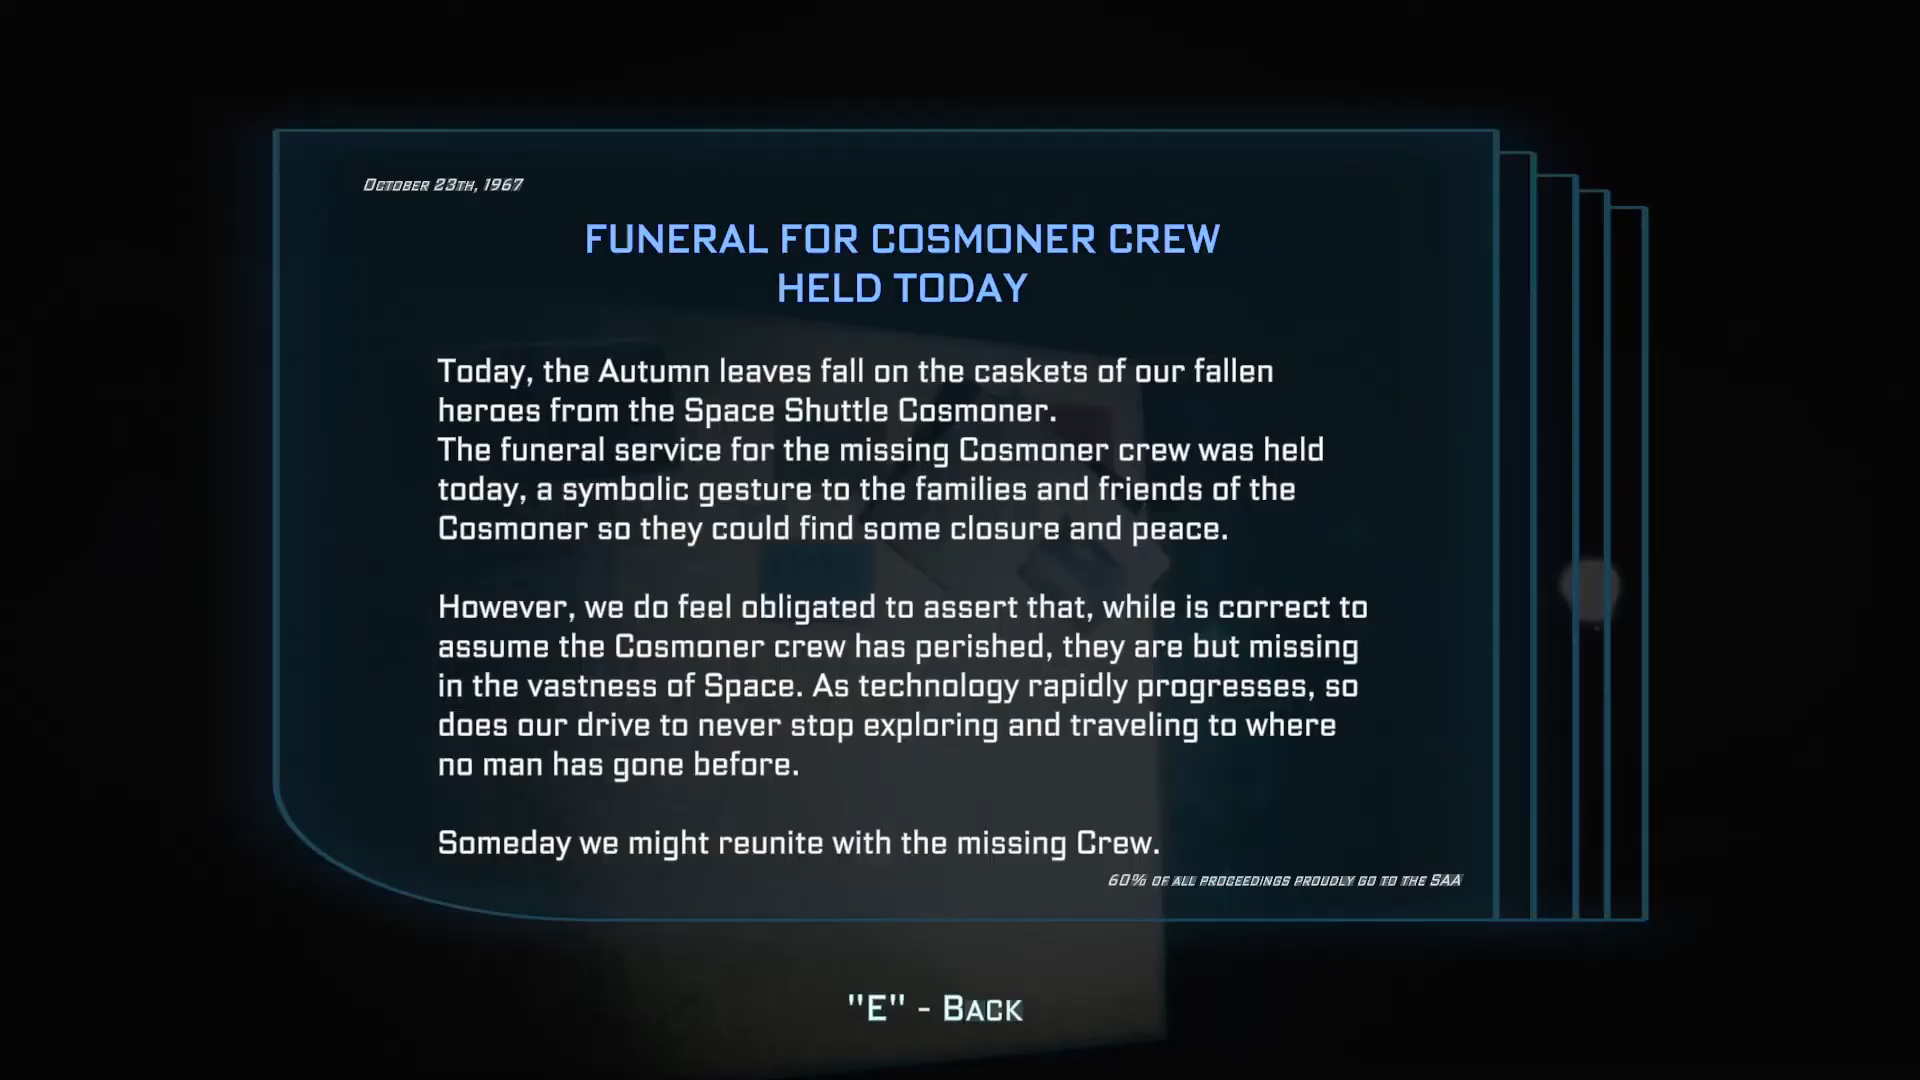 October 23th, 1967
FUNERAL FOR COSMONER CREW
HELD TODAY
Today, the Autumn leaves fall on the caskets of our fallen
heroes from the Space Shuttle Cosmoner.
The funeral service for the missing Cosmoner crew was held
today, a symbolic gesture to the families and friends of the
Cosmoner so they could find some closure and peace.
However, we do feel obligated to assert that, while is correct to
assume the Cosmoner crew has perished, they are but missing
in the vastness of Space. As technology rapidly progresses, so
does our drive to never stop exploring and traveling to where
no man has gone before.
Someday we might reunite with the missing Crew.
60% of all proceedings proudly go to the SAA
"E" - Back